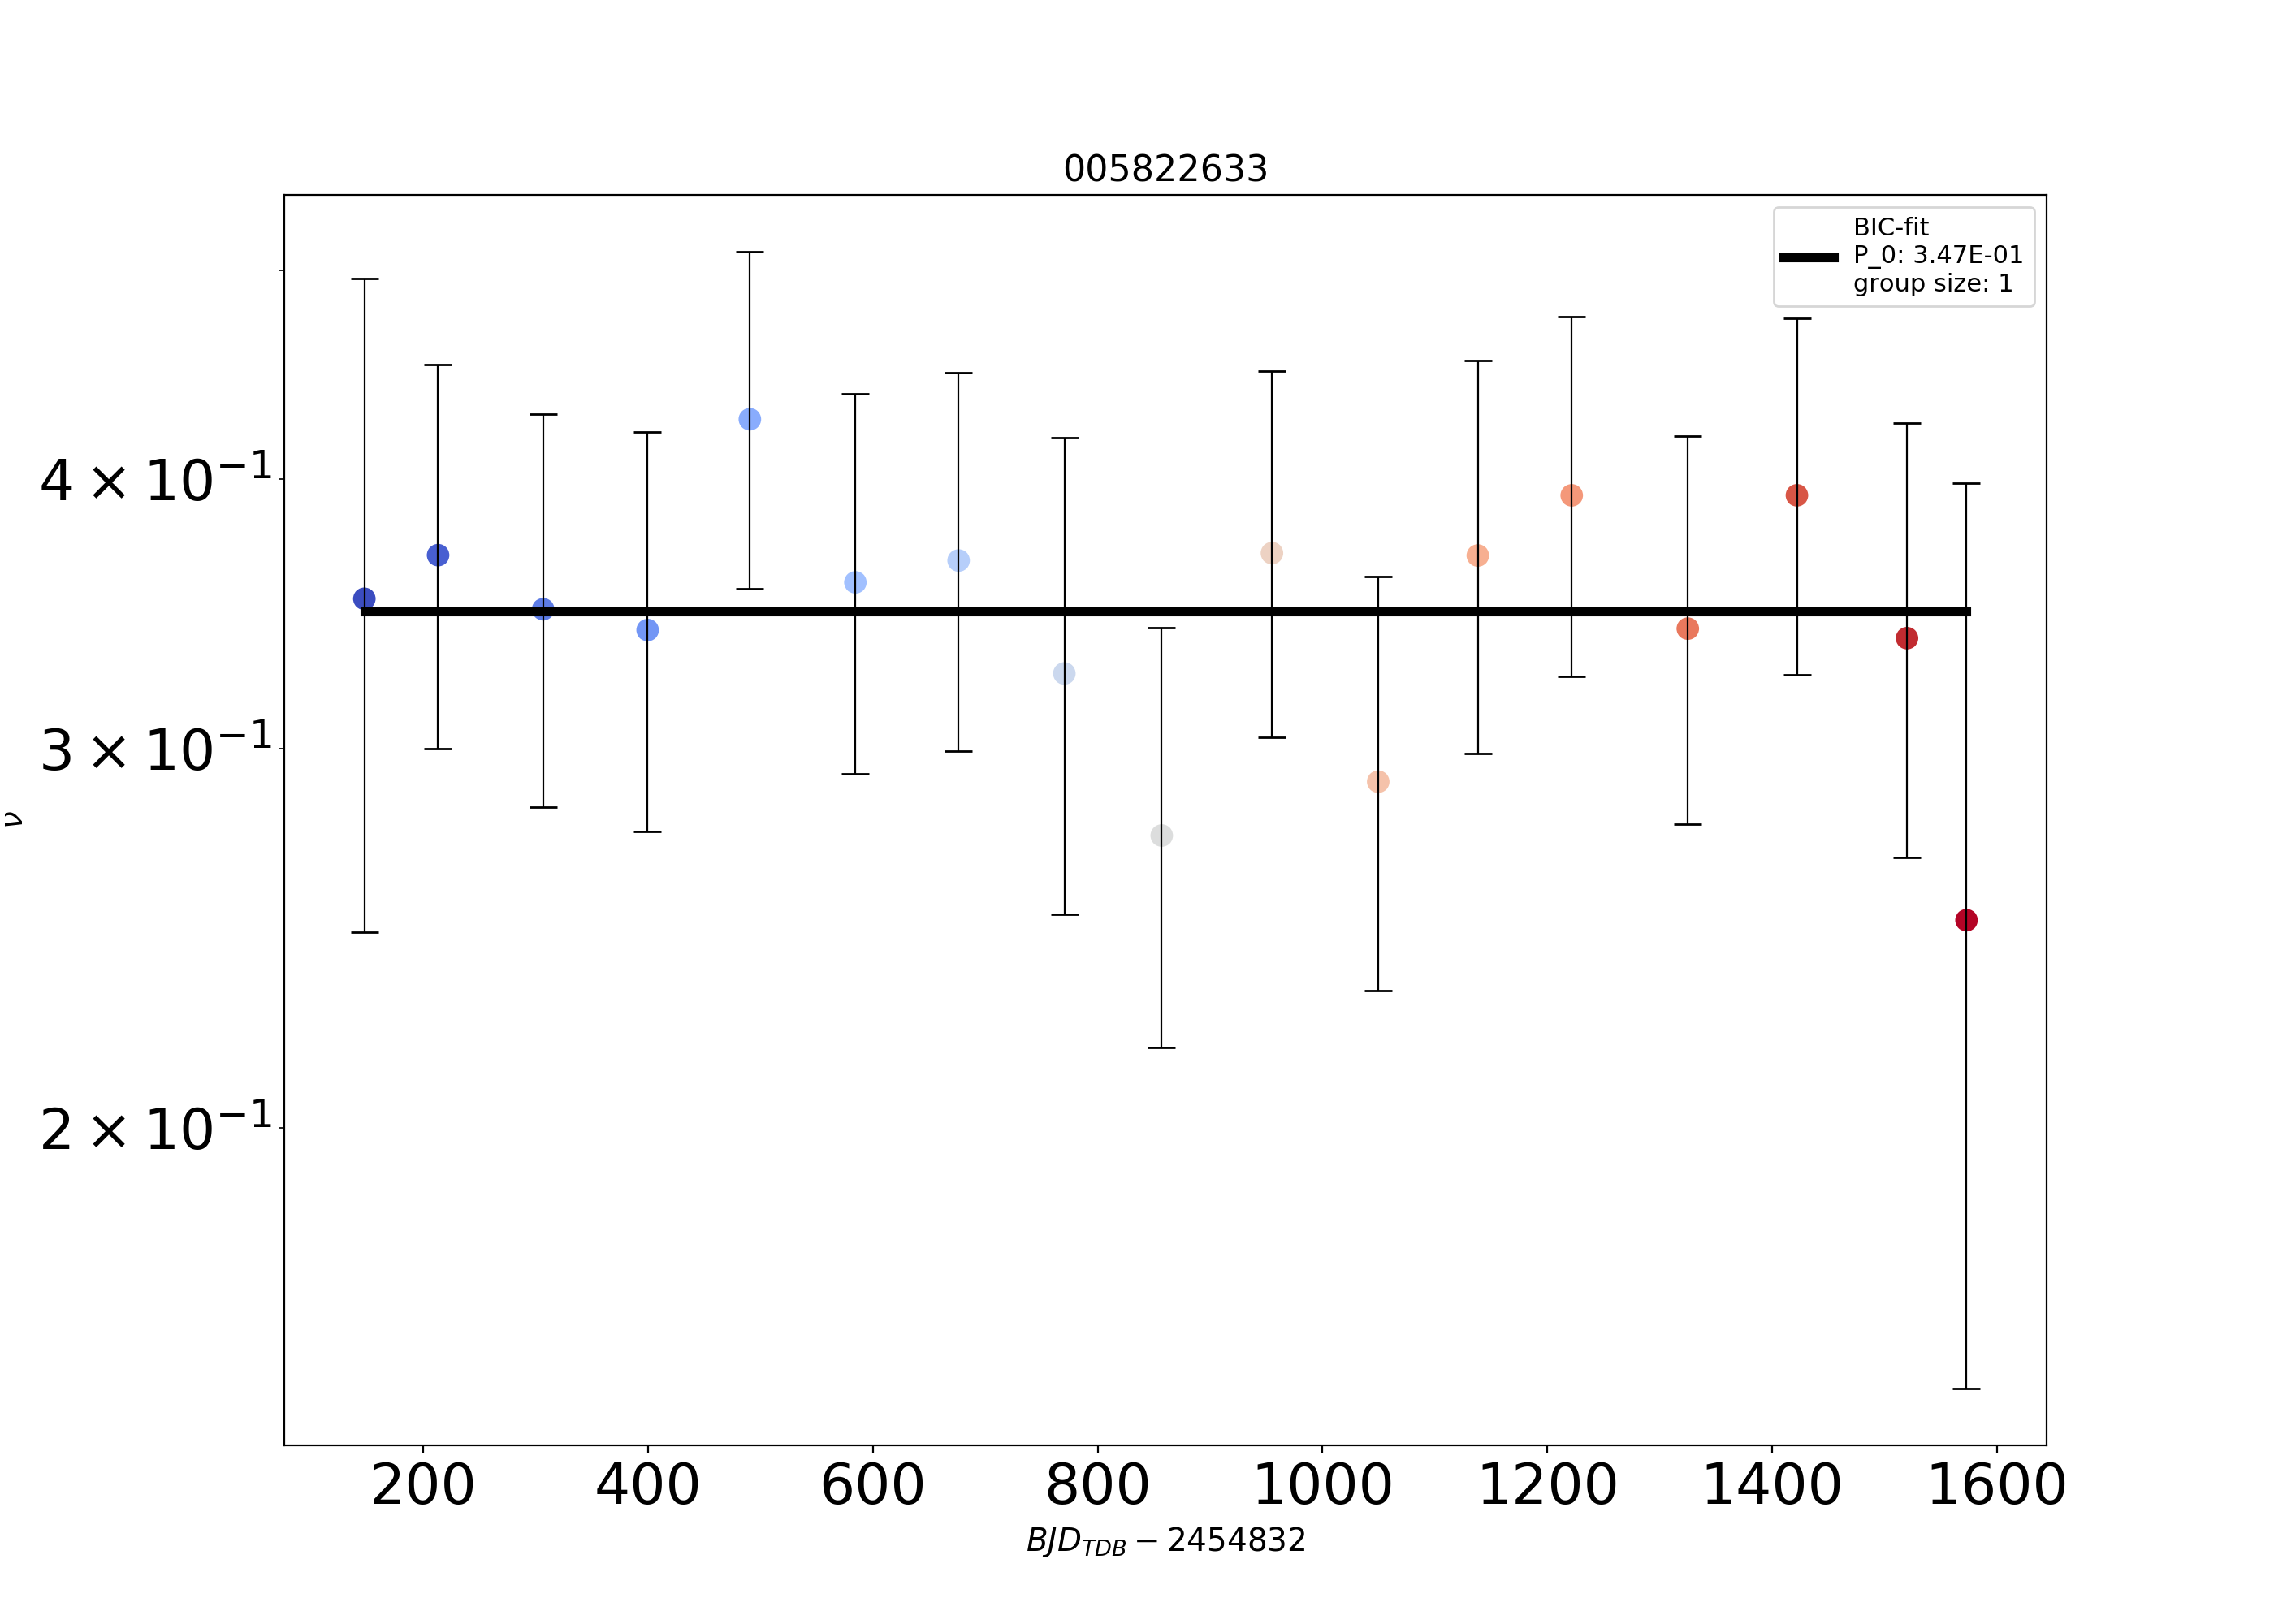 005822633
BIC-fit
P_0: 3.47E-01
group size: 1
4 × 10⁻¹
3 × 10⁻¹
2 × 10⁻¹
ν
200 400 600 800 1000 1200 1400 1600
BJD_TDB − 2454832